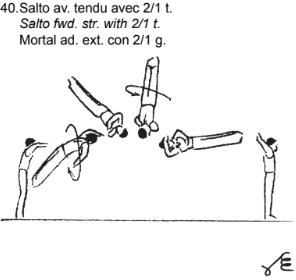 40.Salto av. tendu avec 2/1 t.
Salto fwd. str. with 2/1 t.
Mortal ad. ext. con 2/1 g.